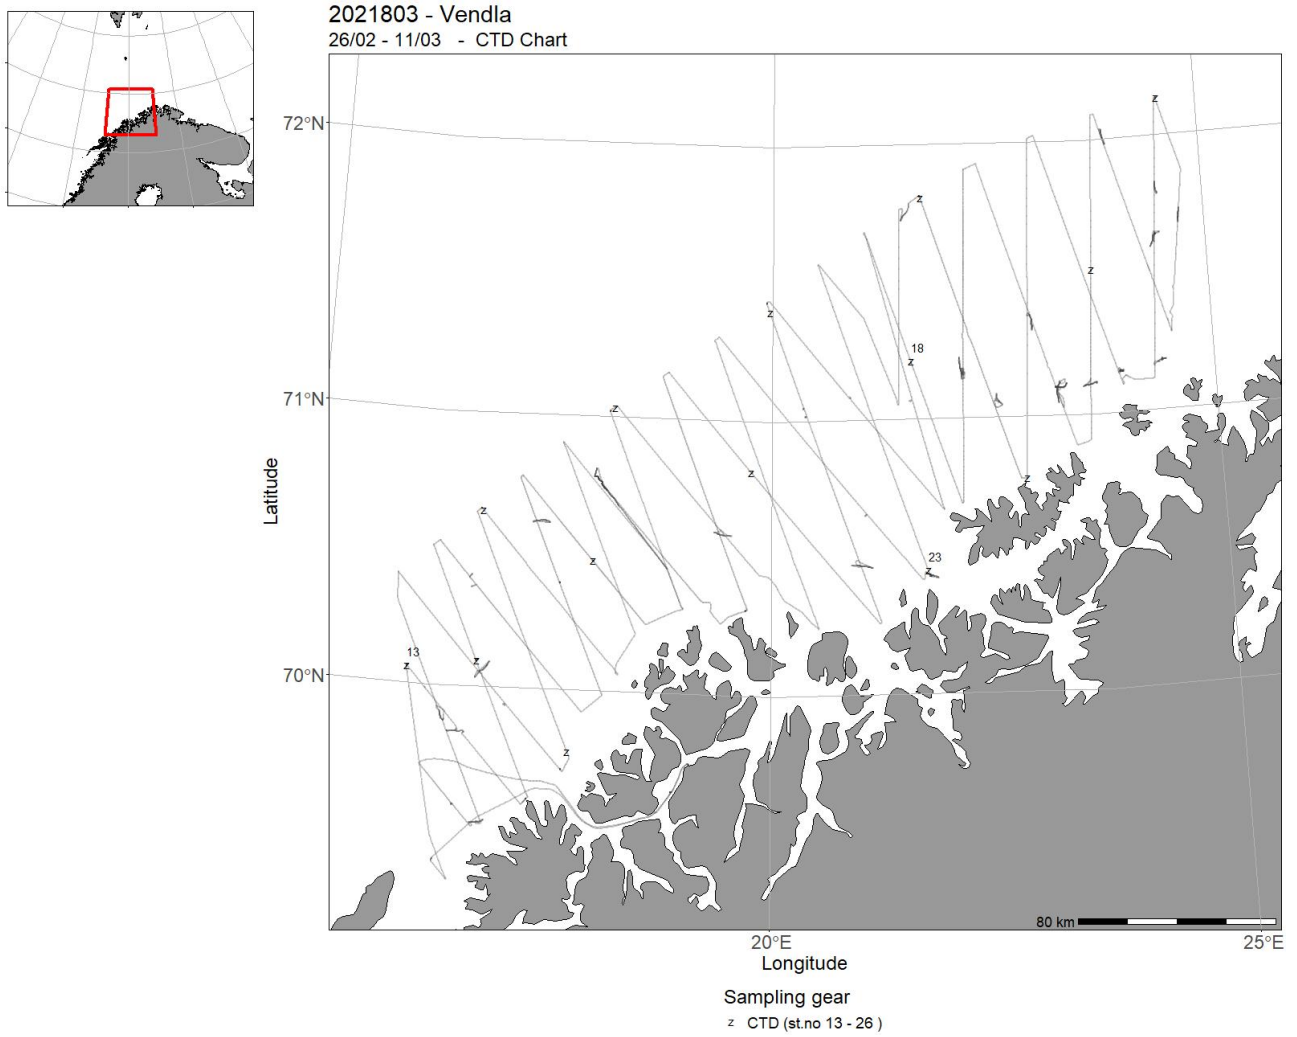 2021803 - Vendla
26/02 - 11/03 - CTD Chart
72°N
z
z
z
z
18
z
71°N
z
z
z
z
z
23
z
13
z
z
70°N
z
Latitude
80 km
20°E
25°E
Longitude
Sampling gear
z CTD (st.no 13 - 26 )